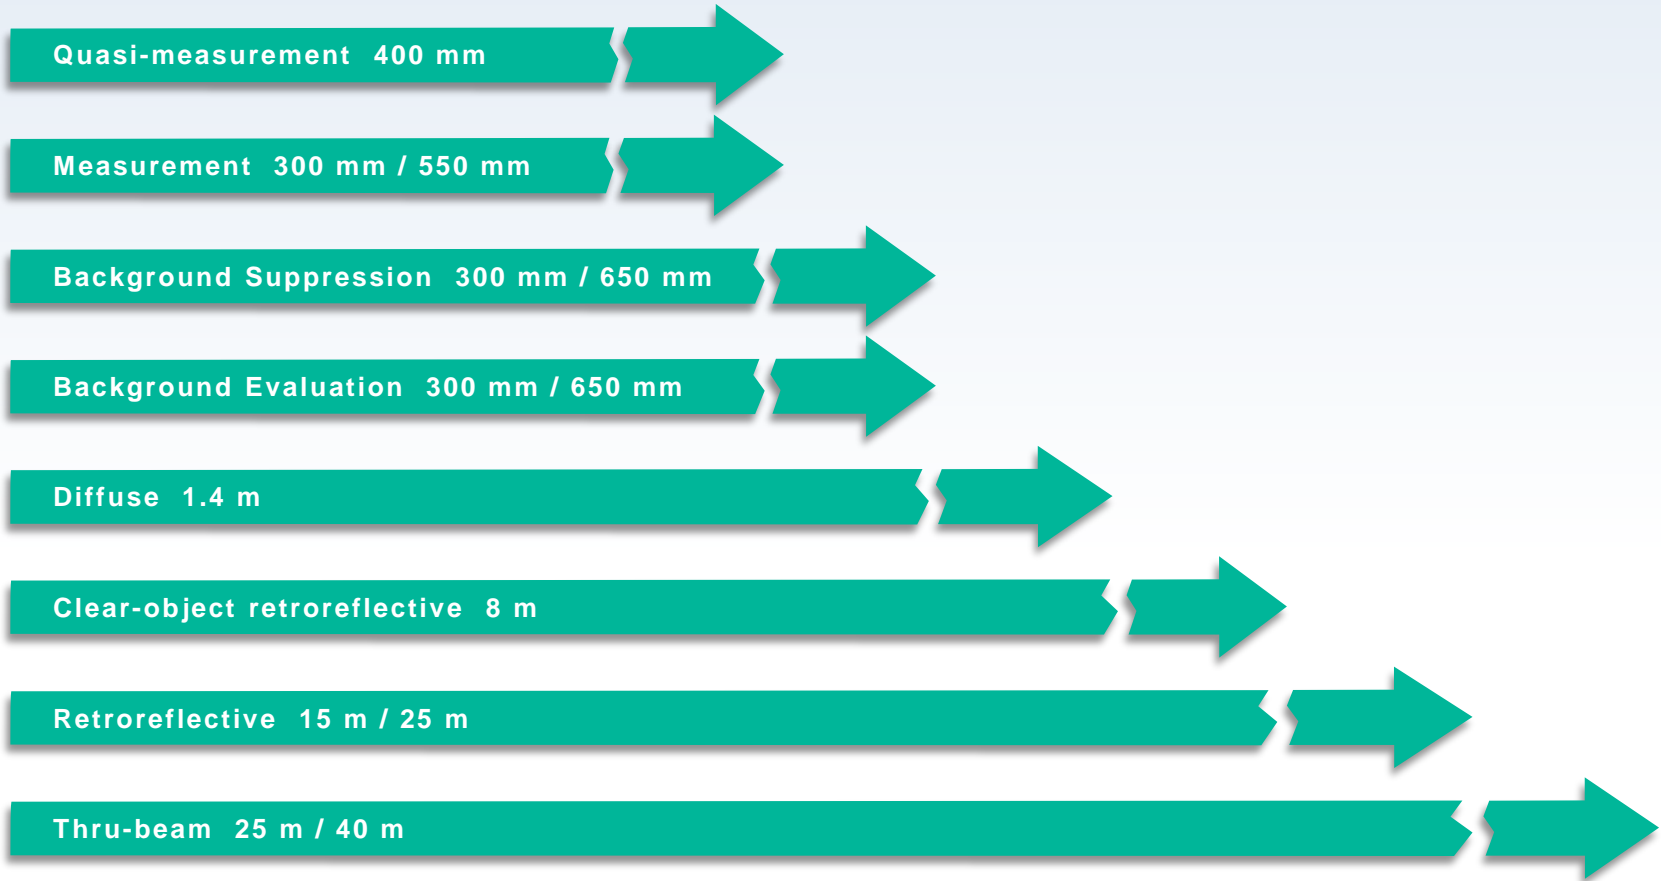 Quasi-measurement 400 mm
Measurement 300 mm / 550 mm
Background Suppression 300 mm / 650 mm
Background Evaluation 300 mm / 650 mm
Diffuse 1.4 m
Clear-object retroreflective 8 m
Retroreflective 15 m / 25 m
Thru-beam 25 m / 40 m